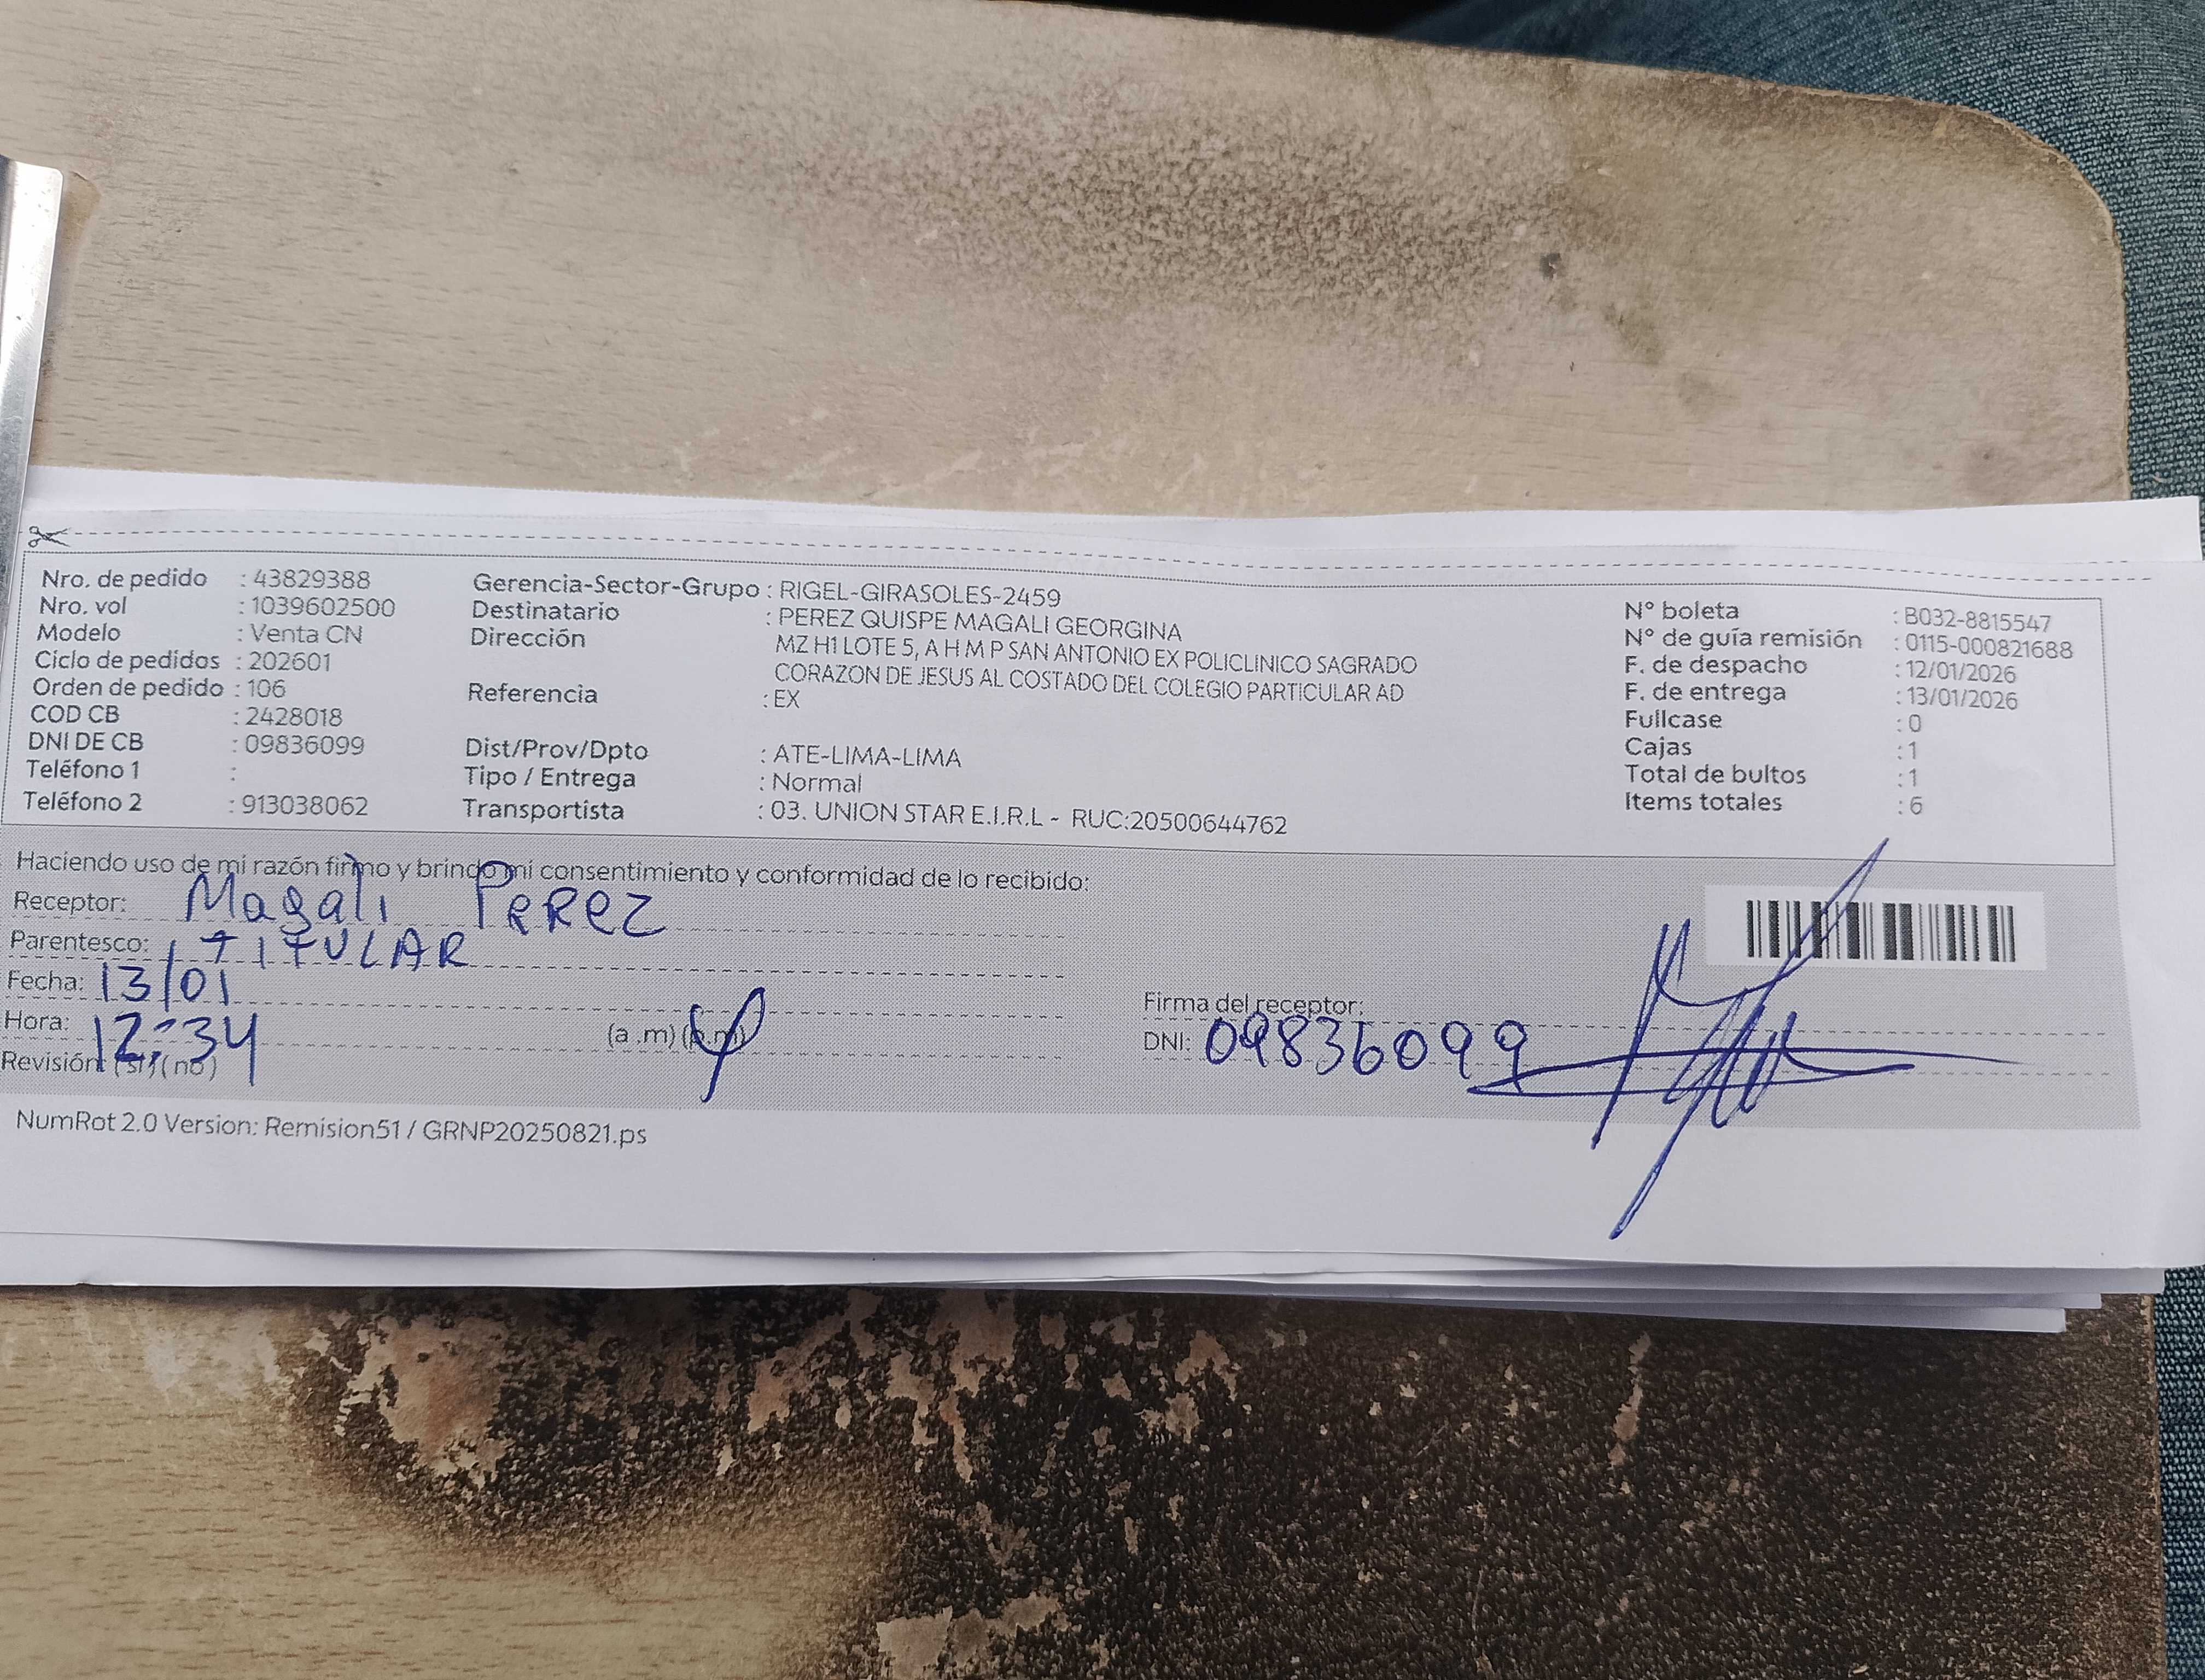 Nro. de pedido : 43829388
Nro. vol : 1039602500
Modelo : Venta CN
Ciclo de pedidos : 202601
Orden de pedido : 106
COD CB : 2428018
DNI DE CB : 09836099
Teléfono 1 :
Teléfono 2 : 913038062
Gerencia-Sector-Grupo : RIGEL-GIRASOLES-2459
Destinatario : PEREZ QUISPE MAGALI GEORGINA
Dirección MZ H1 LOTE 5, A H M P SAN ANTONIO EX POLICLINICO SAGRADO
CORAZON DE JESUS AL COSTADO DEL COLEGIO PARTICULAR AD
Referencia : EX
Dist/Prov/Dpto : ATE-LIMA-LIMA
Tipo / Entrega : Normal
Transportista : 03. UNION STAR E.I.R.L - RUC:20500644762
N° boleta : B032-8815547
N° de guía remisión : 0115-000821688
F. de despacho : 12/01/2026
F. de entrega : 13/01/2026
Fullcase : 0
Cajas : 1
Total de bultos : 1
Items totales : 6
Haciendo uso de mi razón firmo y brindo mi consentimiento y conformidad de lo recibido:
Receptor: Magali Perez
Parentesco: TITULAR
Fecha: 13/01
Hora: 12:34 (a .m) (p.m)
Revisión: (si) (no)
Firma del receptor:
DNI: 09836099
NumRot 2.0 Version: Remision51 / GRNP20250821.ps